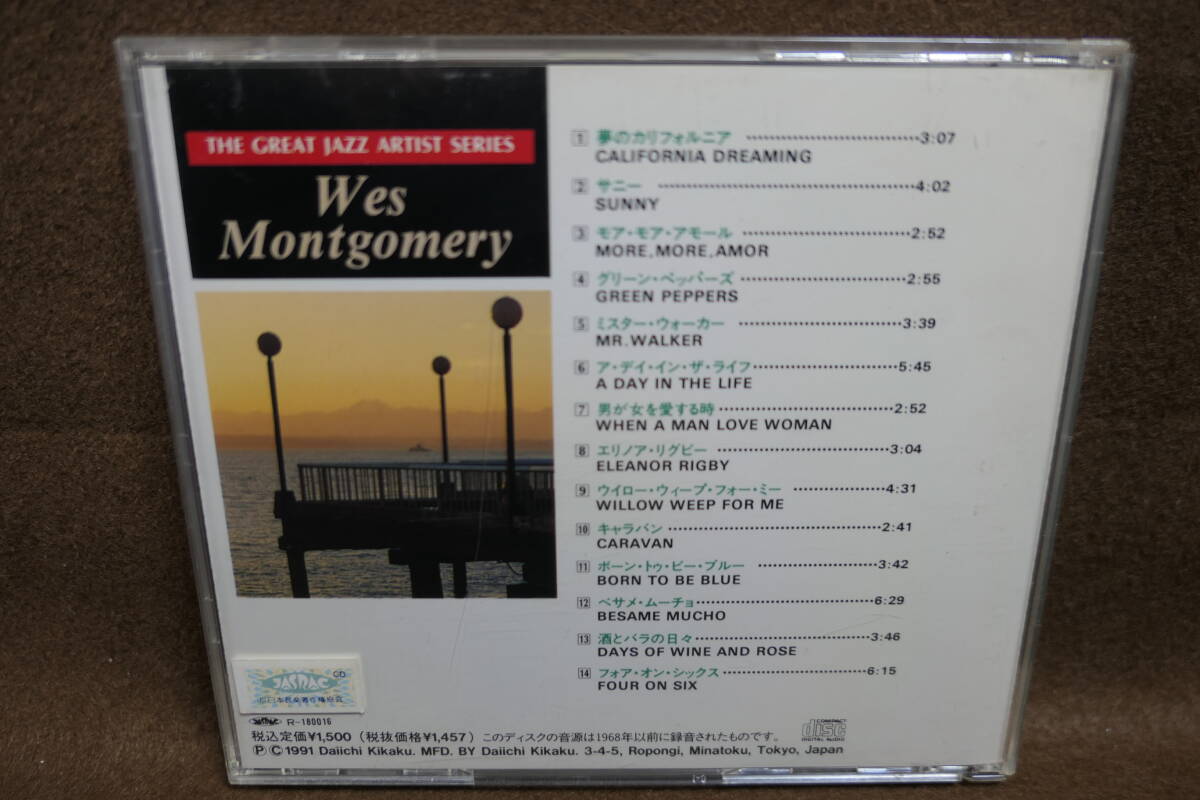 THE GREAT JAZZ ARTIST SERIES
Wes
Montgomery
1 夢のカリフォルニア 3:07
CALIFORNIA DREAMING
2 サニー 4:02
SUNNY
3 モア・モア・アモール 2:52
MORE, MORE, AMOR
4 グリーン・ペッパーズ 2:55
GREEN PEPPERS
5 ミスター・ウォーカー 3:39
MR. WALKER
6 ア・デイ・イン・ザ・ライフ 5:45
A DAY IN THE LIFE
7 男が女を愛する時 2:52
WHEN A MAN LOVE WOMAN
8 エリノア・リグビー 3:04
ELEANOR RIGBY
9 ウイロー・ウィープ・フォー・ミー 4:31
WILLOW WEEP FOR ME
10 キャラバン 2:41
CARAVAN
11 ボーン・トゥ・ビー・ブルー 3:42
BORN TO BE BLUE
12 ベサメ・ムーチョ 6:29
BESAME MUCHO
13 酒とバラの日々 3:46
DAYS OF WINE AND ROSE
14 フォア・オン・シックス 6:15
FOUR ON SIX
CD
JASRAC
JASRAC R-180016
税込定価¥1,500（税抜価格¥1,457）このディスクの音源は1968年以前に録音されたものです。
ⓅⒸ1991 Daiichi Kikaku. MFD. BY Daiichi Kikaku. 3-4-5, Ropongi, Minatoku, Tokyo, Japan
COMPACT
disc
DIGITAL AUDIO